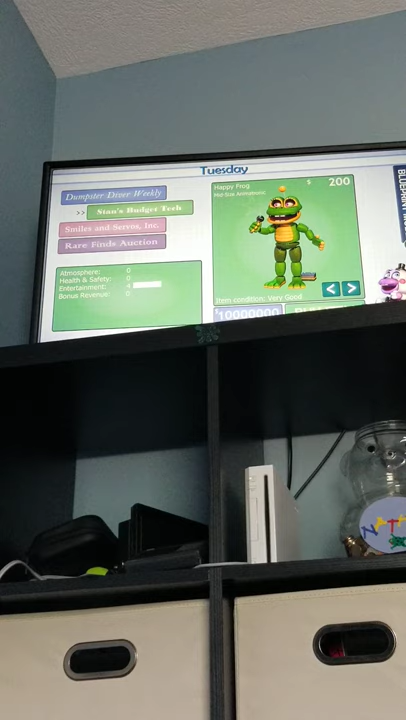 Tuesday
Dumpster Diver Weekly
>> Stan's Budget Tech
Smiles and Servos, Inc.
Rare Finds Auction
Happy Frog
Mid-Size Animatronic
$ 200
Atmosphere: 0
Health & Safety: 0
Entertainment: 4
Bonus Revenue: 0
Item condition: Very Good
< >
BLUEPRINT
NAT